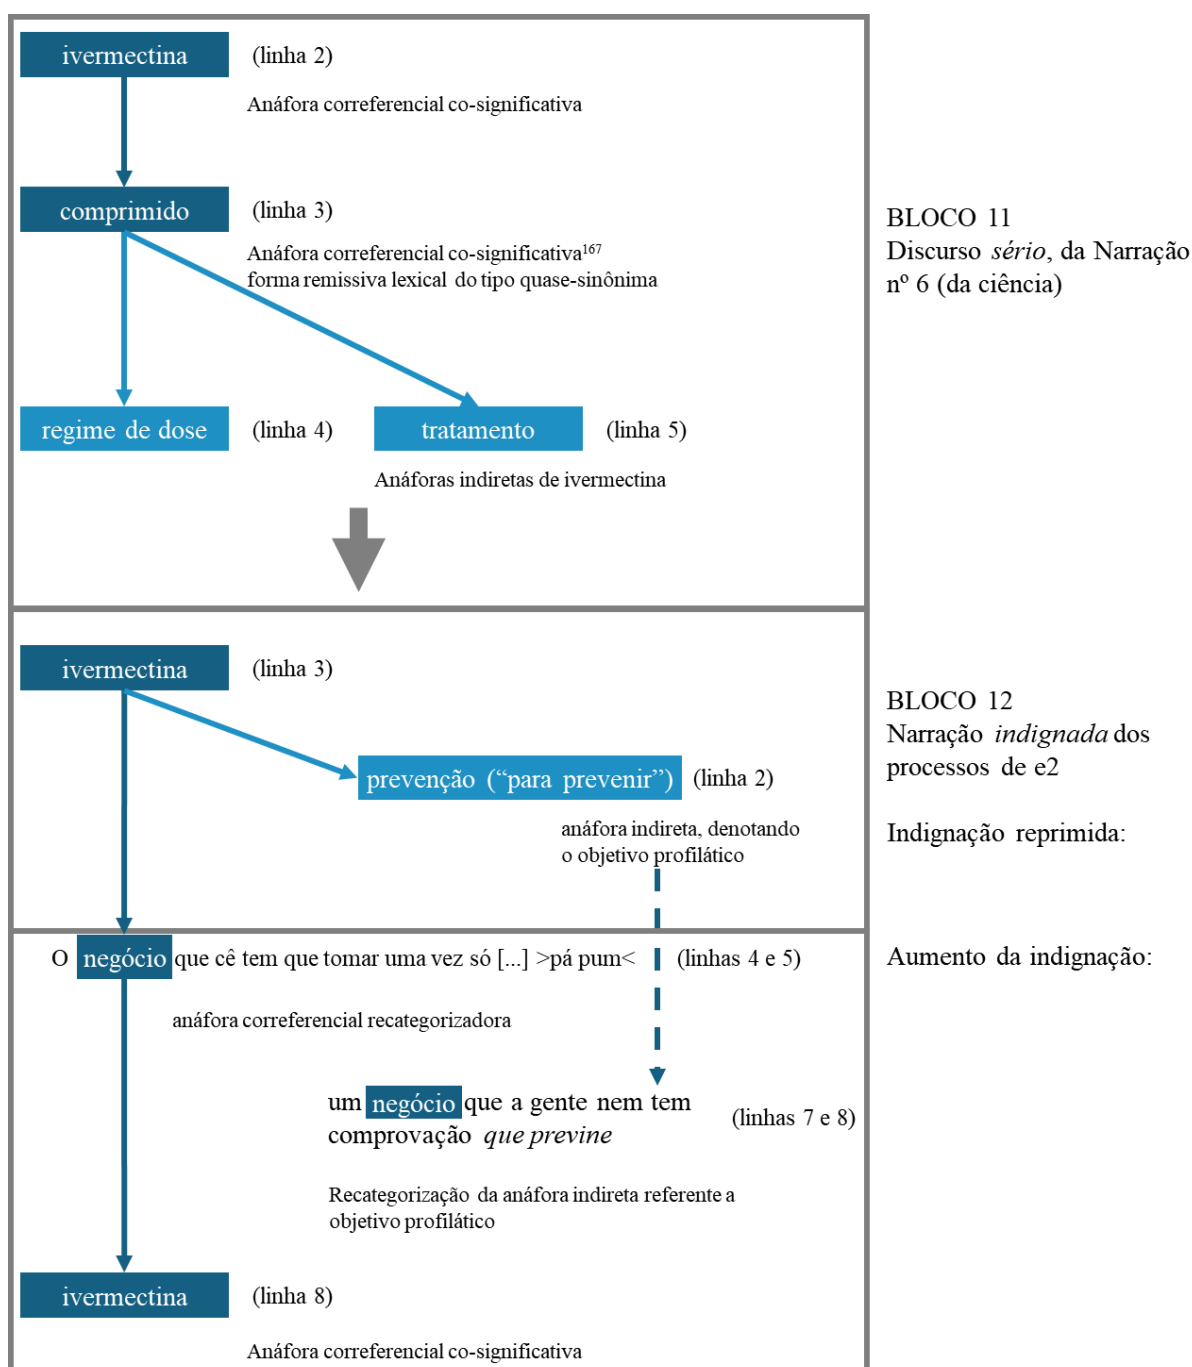 ivermectina (linha 2)
Anáfora correferencial co-significativa
comprimido (linha 3)
Anáfora correferencial co-significativa¹⁶⁷
forma remissiva lexical do tipo quase-sinônima
regime de dose (linha 4) tratamento (linha 5)
Anáforas indiretas de ivermectina
BLOCO 11
Discurso sério, da Narração
nº 6 (da ciência)
ivermectina (linha 3)
prevenção (“para prevenir”) (linha 2)
anáfora indireta, denotando
o objetivo profilático
BLOCO 12
Narração indignada dos
processos de e2
Indignação reprimida:
O negócio que cê tem que tomar uma vez só [...] >pá pum< (linhas 4 e 5)
Aumento da indignação:
anáfora correferencial recategorizadora
um negócio que a gente nem tem
comprovação que previne
(linhas 7 e 8)
Recategorização da anáfora indireta referente a
objetivo profilático
ivermectina (linha 8)
Anáfora correferencial co-significativa